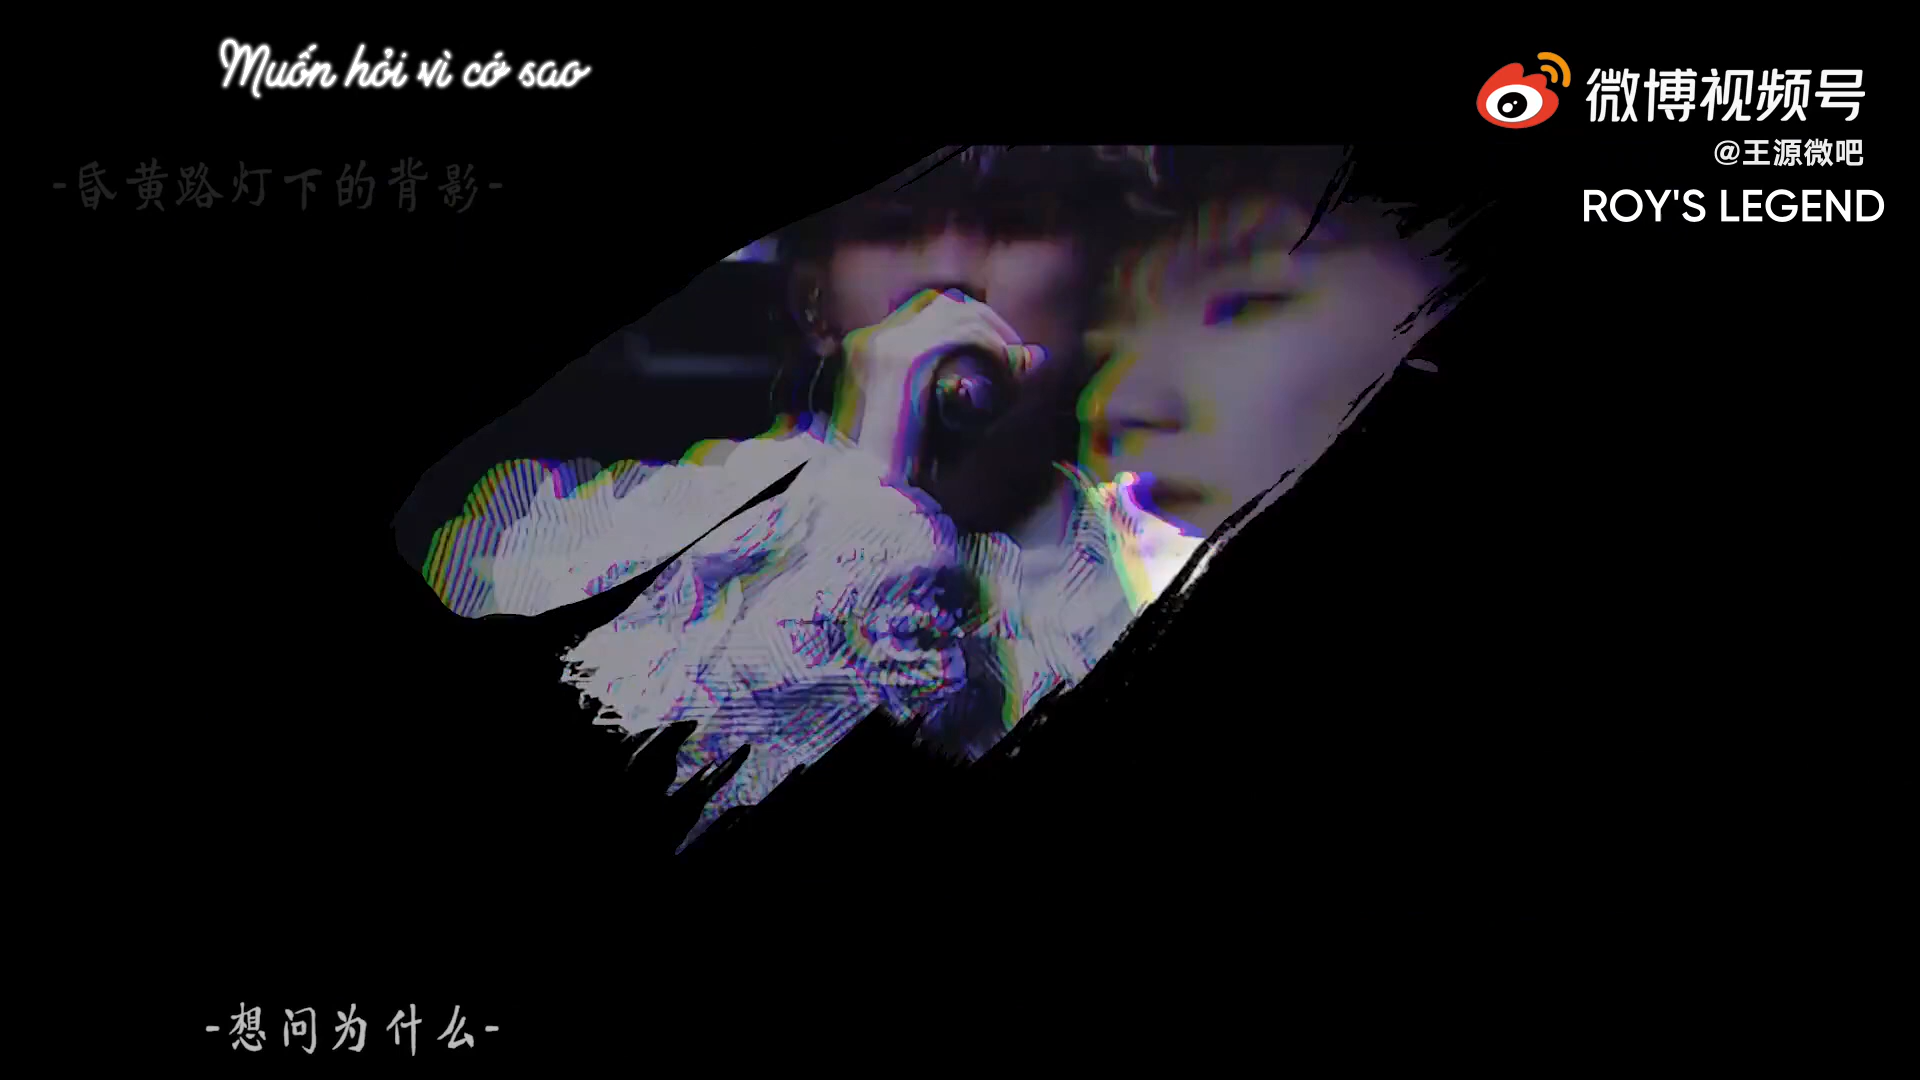 Muốn hỏi vì cớ sao
微博视频号
@王源微吧
ROY'S LEGEND
-昏黄路灯下的背影-
-想问为什么-